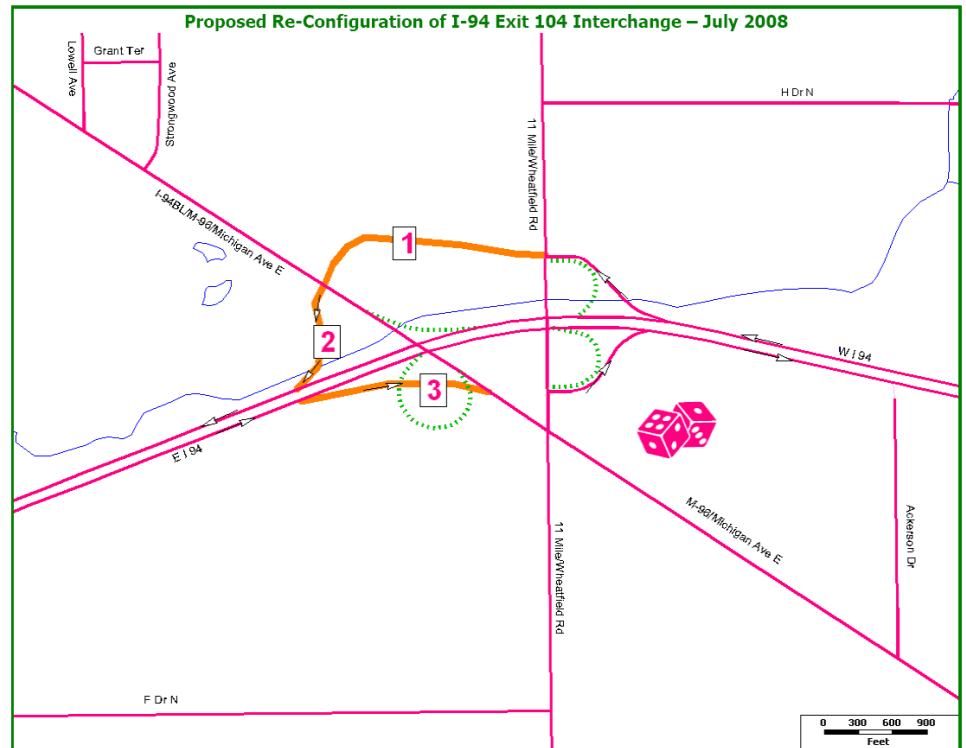 Proposed Re-Configuration of I-94 Exit 104 Interchange – July 2008
Lowell Ave
Grant Ter
Strongwood Ave
H Dr N
11 Mile/Wheatfield Rd
I-94BL/M-96/Michigan Ave E
1
2
3
W I 94
E I 94
M-96/Michigan Ave E
11 Mile/Wheatfield Rd
Ackerson Dr
F Dr N
0 300 600 900
Feet